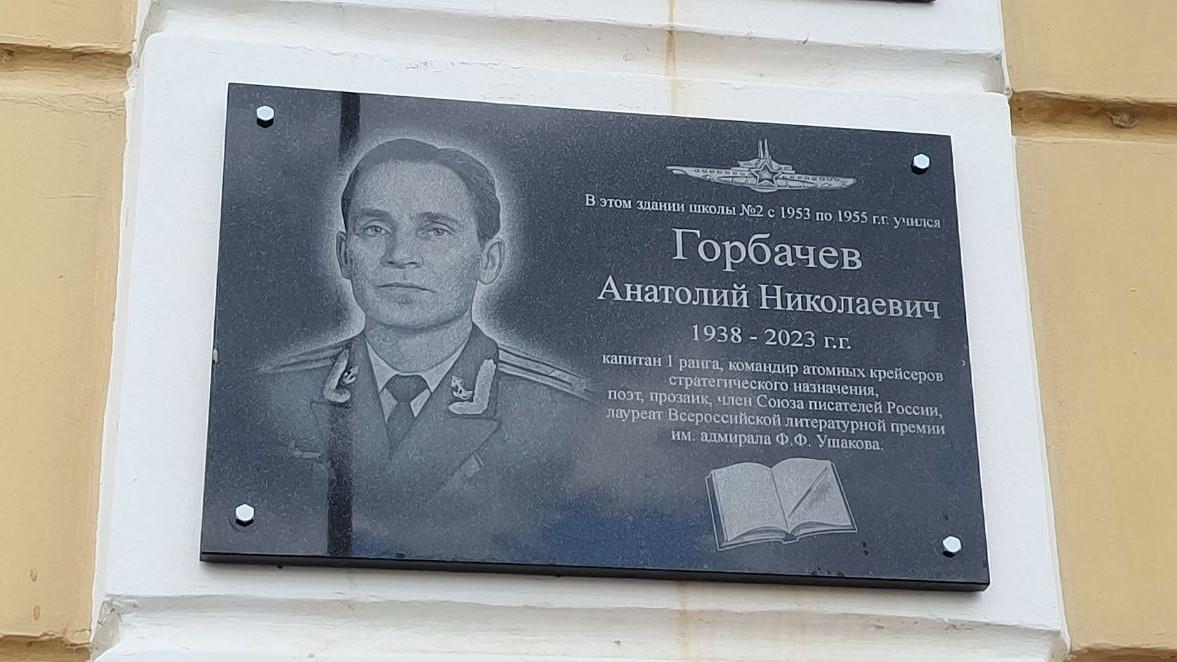 В этом здании школы №2 с 1953 по 1955 г.г. учился
Горбачев
Анатолий Николаевич
1938 - 2023 г.г.
капитан 1 ранга, командир атомных крейсеров
стратегического назначения,
поэт, прозаик, член Союза писателей России,
лауреат Всероссийской литературной премии
им. адмирала Ф.Ф. Ушакова.